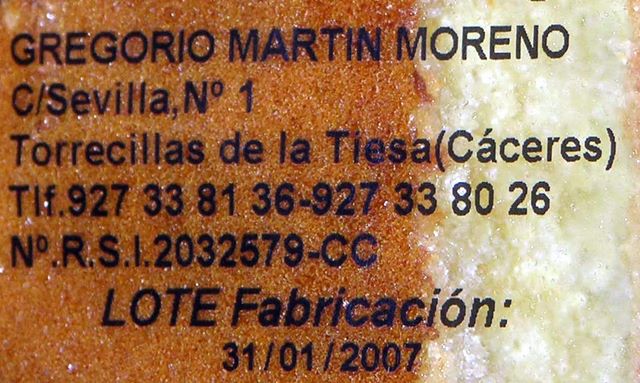 GREGORIO MARTIN MORENO
C/Sevilla,Nº 1
Torrecillas de la Tiesa(Cáceres)
Tlf.927 33 81 36-927 33 80 26
Nº.R.S.I.2032579-CC
LOTE Fabricación:
31/01/2007